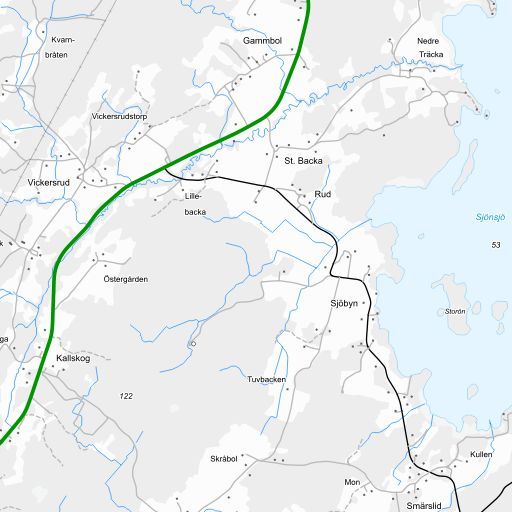 Kvarn-
bråten
Gammbol
Nedre
Träcka
Vickersrudstorp
St. Backa
Vickersrud
Lille-
backa
Rud
Sjönsjö
53
k
Östergården
Sjöbyn
Storön
ga
Kallskog
Tuvbacken
122
Skråbol
Kullen
Mon
Smärslid